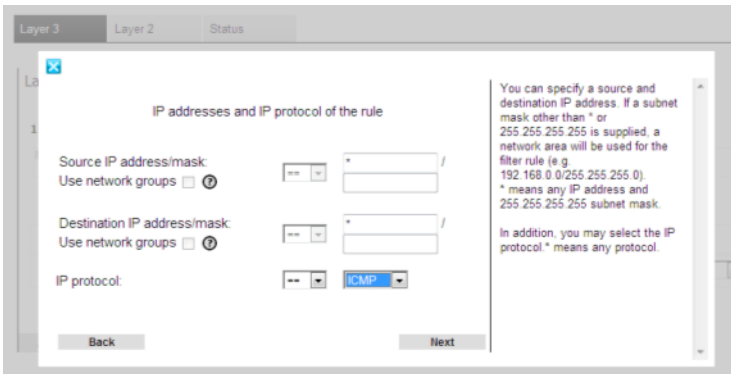 Layer 3 Layer 2 Status
La
1
IP addresses and IP protocol of the rule
Source IP address/mask: == * /
Use network groups ?
Destination IP address/mask: == * /
Use network groups ?
IP protocol: == ICMP
Back Next
You can specify a source and
destination IP address. If a subnet
mask other than * or
255.255.255.255 is supplied, a
network area will be used for the
filter rule (e.g.
192.168.0.0/255.255.255.0).
* means any IP address and
255.255.255.255 subnet mask.
In addition, you may select the IP
protocol.* means any protocol.